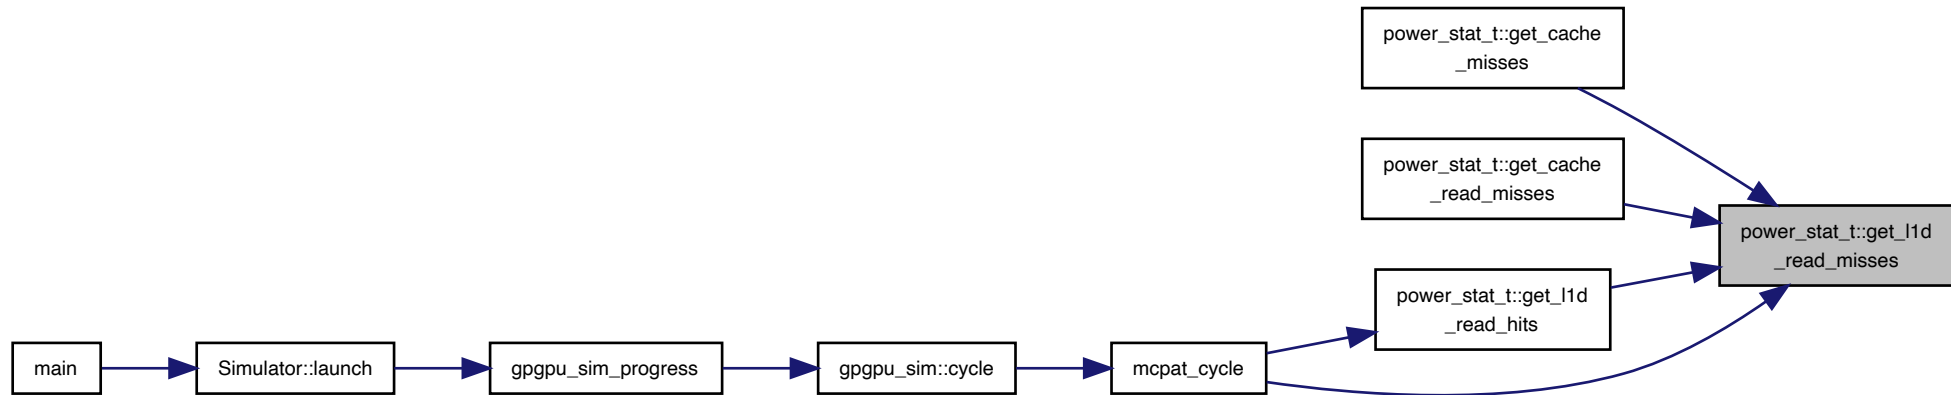 power_stat_t::get_cache
_misses
power_stat_t::get_cache
_read_misses
power_stat_t::get_l1d
_read_misses
power_stat_t::get_l1d
_read_hits
main
Simulator::launch
gpgpu_sim_progress
gpgpu_sim::cycle
mcpat_cycle